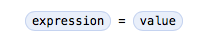 expression = value